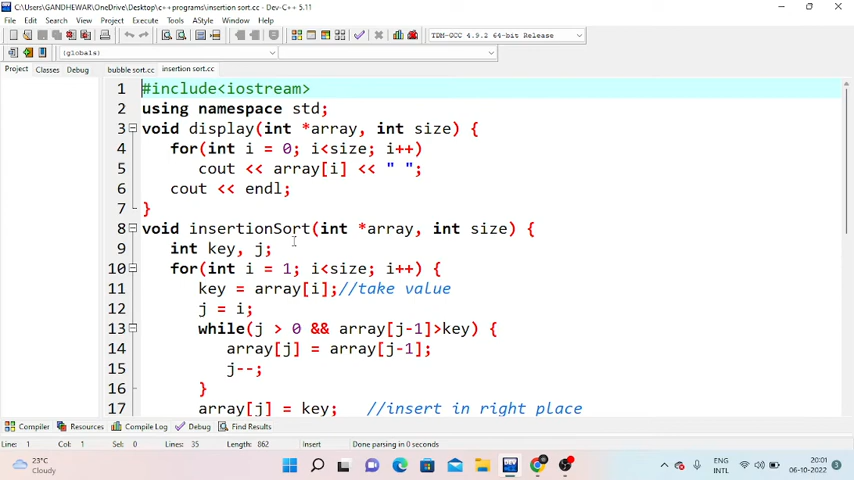 C:\Users\GANDHEWAR\OneDrive\Desktop\c++programs\insertion sort.cc - Dev-C++ 5.11
File Edit Search View Project Execute Tools AStyle Window Help
TDM-GCC 4.9.2 64-bit Release
(globals)
Project Classes Debug bubble sort.cc insertion sort.cc
1 #include<iostream>
2 using namespace std;
3 void display(int *array, int size) {
4 for(int i = 0; i<size; i++)
5 cout << array[i] << " ";
6 cout << endl;
7 }
8 void insertionSort(int *array, int size) {
9 int key, j;
10 for(int i = 1; i<size; i++) {
11 key = array[i];//take value
12 j = i;
13 while(j > 0 && array[j-1]>key) {
14 array[j] = array[j-1];
15 j--;
16 }
17 array[j] = key; //insert in right place
Compiler Resources Compile Log Debug Find Results
Line: 1 Col: 1 Sel: 0 Lines: 35 Length: 862 Insert Done parsing in 0 seconds
23°C
Cloudy
ENG
INTL
20:01
06-10-2022
3